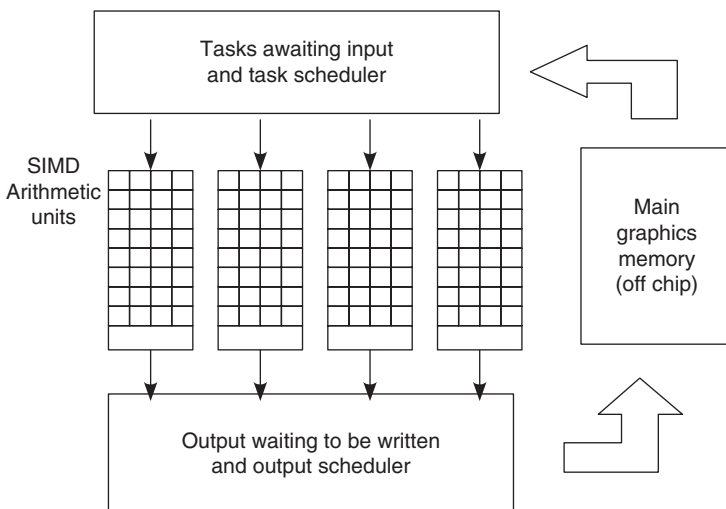 Tasks awaiting input
and task scheduler
SIMD
Arithmetic
units
Main
graphics
memory
(off chip)
Output waiting to be written
and output scheduler